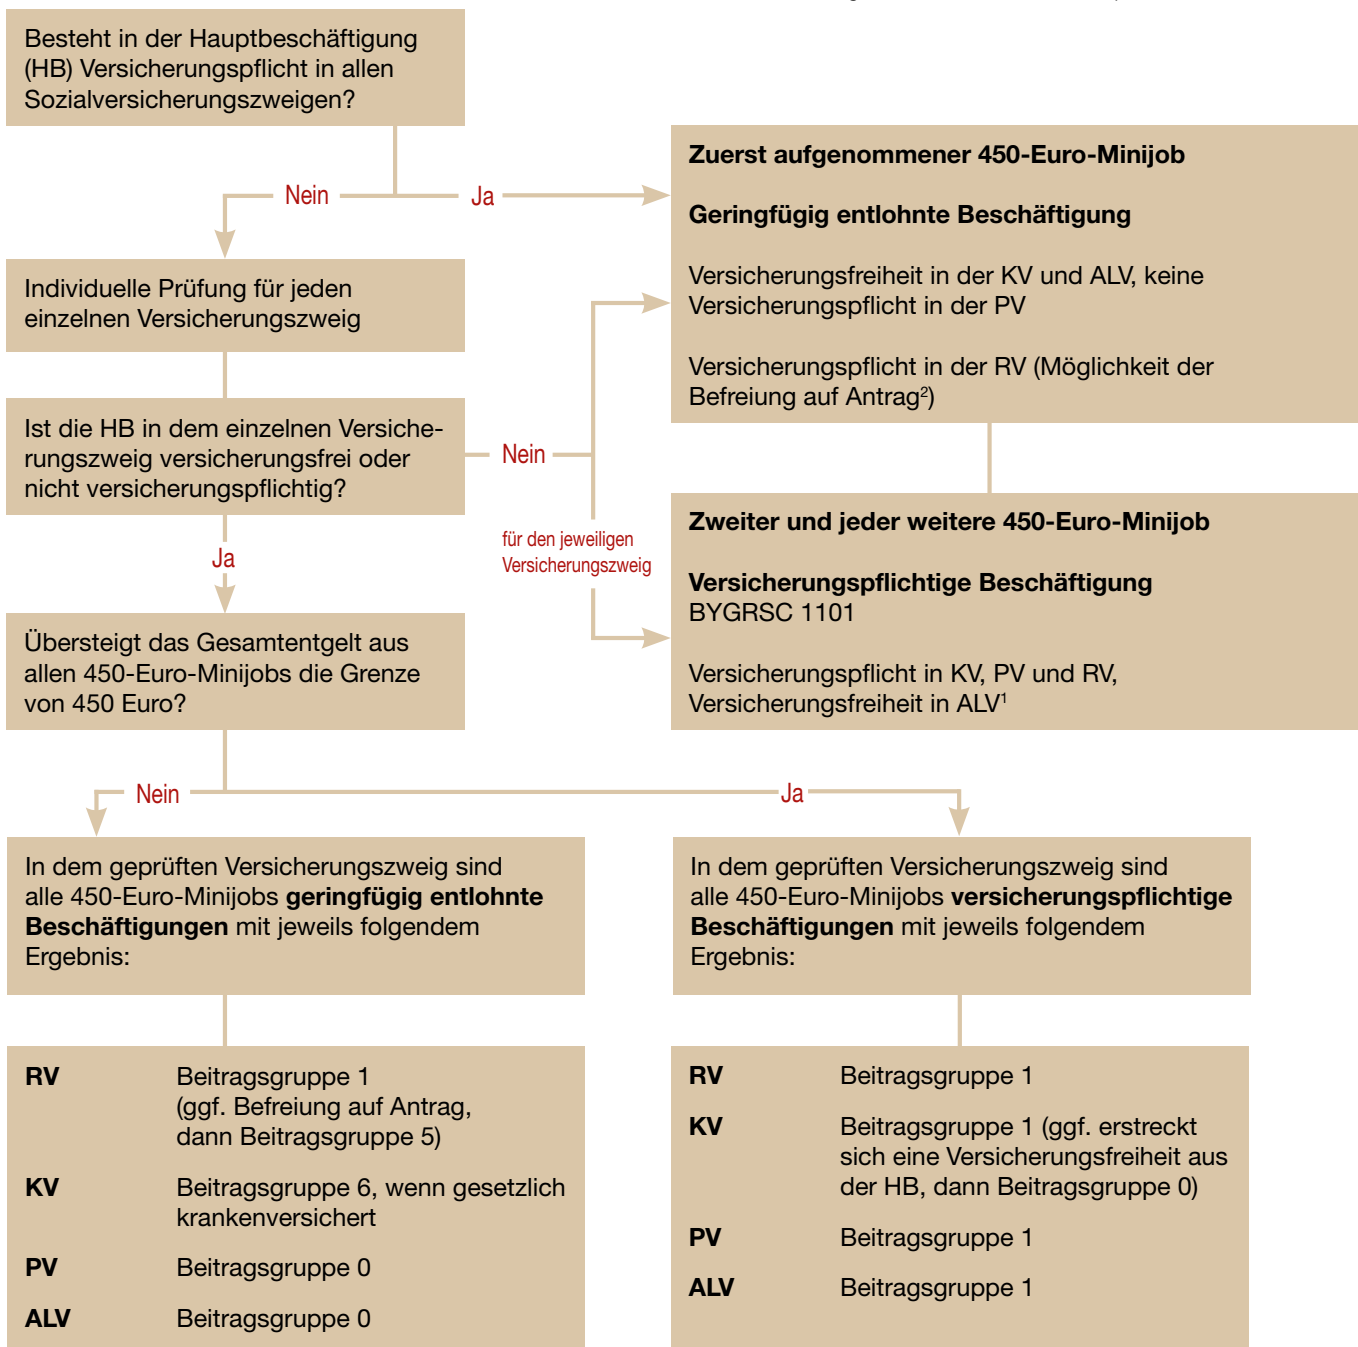 Besteht in der Hauptbeschäftigung
(HB) Versicherungspflicht in allen
Sozialversicherungszweigen?
Nein
Ja
Zuerst aufgenommener 450-Euro-Minijob
Geringfügig entlohnte Beschäftigung
Versicherungsfreiheit in der KV und ALV, keine
Versicherungspflicht in der PV
Versicherungspflicht in der RV (Möglichkeit der
Befreiung auf Antrag²)
Individuelle Prüfung für jeden
einzelnen Versicherungszweig
Ist die HB in dem einzelnen Versiche-
rungszweig versicherungsfrei oder
nicht versicherungspflichtig?
Nein
für den jeweiligen
Versicherungszweig
Ja
Zweiter und jeder weitere 450-Euro-Minijob
Versicherungspflichtige Beschäftigung
BYGRSC 1101
Versicherungspflicht in KV, PV und RV,
Versicherungsfreiheit in ALV¹
Übersteigt das Gesamtentgelt aus
allen 450-Euro-Minijobs die Grenze
von 450 Euro?
Nein
Ja
In dem geprüften Versicherungszweig sind
alle 450-Euro-Minijobs geringfügig entlohnte
Beschäftigungen mit jeweils folgendem
Ergebnis:
In dem geprüften Versicherungszweig sind
alle 450-Euro-Minijobs versicherungspflichtige
Beschäftigungen mit jeweils folgendem
Ergebnis:
RV Beitragsgruppe 1
(ggf. Befreiung auf Antrag,
dann Beitragsgruppe 5)
KV Beitragsgruppe 6, wenn gesetzlich
krankenversichert
PV Beitragsgruppe 0
ALV Beitragsgruppe 0
RV Beitragsgruppe 1
KV Beitragsgruppe 1 (ggf. erstreckt
sich eine Versicherungsfreiheit aus
der HB, dann Beitragsgruppe 0)
PV Beitragsgruppe 1
ALV Beitragsgruppe 1